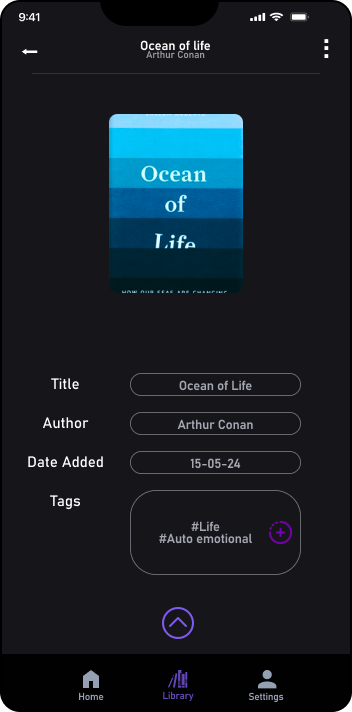 9:41
Ocean of life
Arthur Conan
Ocean
of
Life
HOW OUR SEAS ARE CHANGING
Title
Ocean of Life
Author
Arthur Conan
Date Added
15-05-24
Tags
#Life
#Auto emotional
Home
Library
Settings